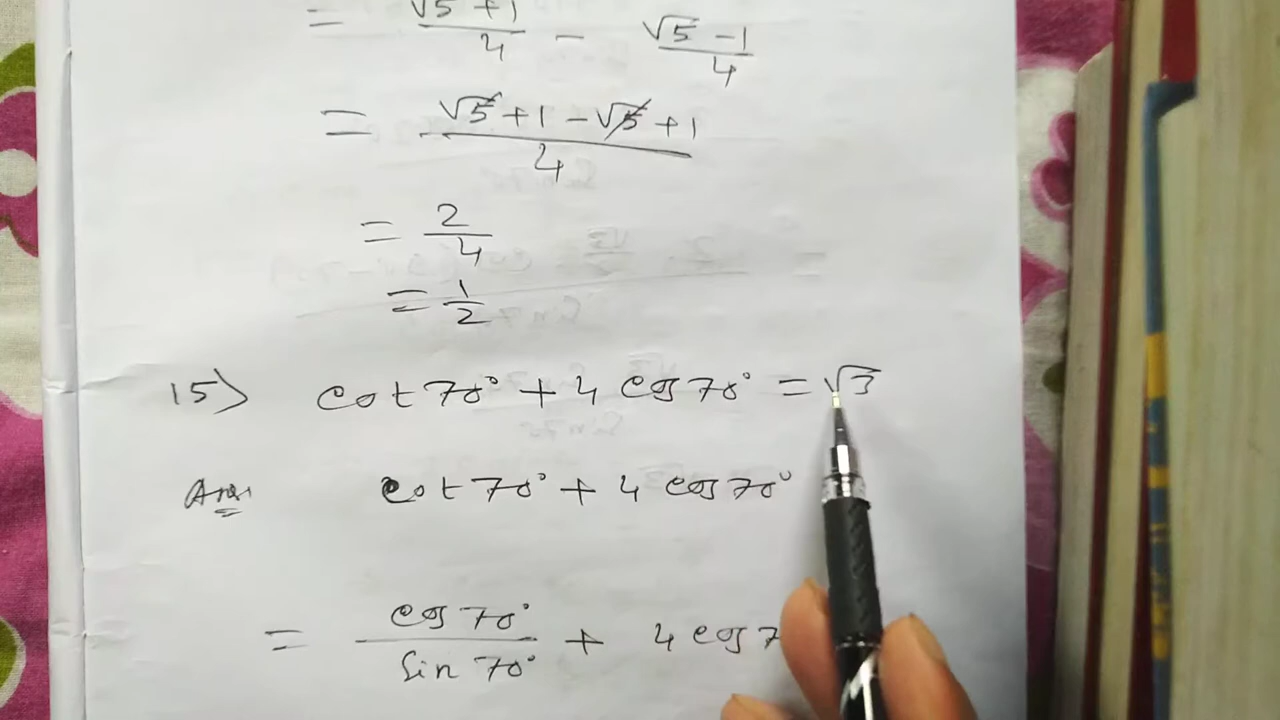 = √5 +1 / 4 - √5 -1 / 4
= √5 +1 -√5 +1 / 4
= 2 / 4
= 1 / 2
15) cot 70° + 4 cos 70° = √3
Ans cot 70° + 4 cos 70°
= cos 70° / sin 70° + 4 cos 7